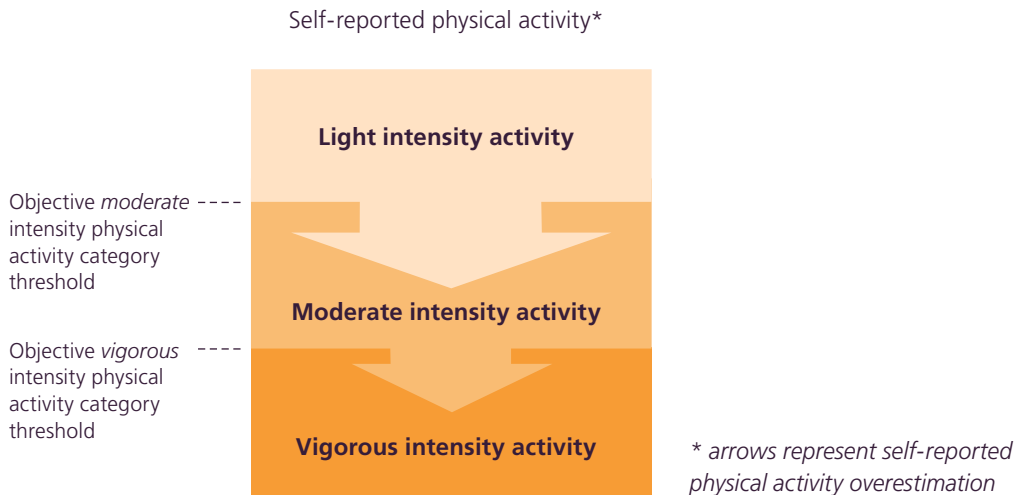 Self-reported physical activity*
Light intensity activity
Objective moderate
intensity physical
activity category
threshold
Moderate intensity activity
Objective vigorous
intensity physical
activity category
threshold
Vigorous intensity activity
* arrows represent self-reported
physical activity overestimation